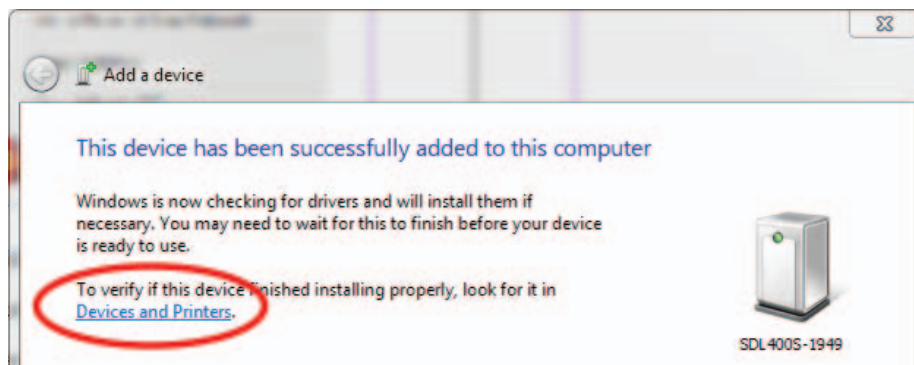 Add a device
This device has been successfully added to this computer
Windows is now checking for drivers and will install them if
necessary. You may need to wait for this to finish before your device
is ready to use.
To verify if this device finished installing properly, look for it in
Devices and Printers.
SDL400S-1949